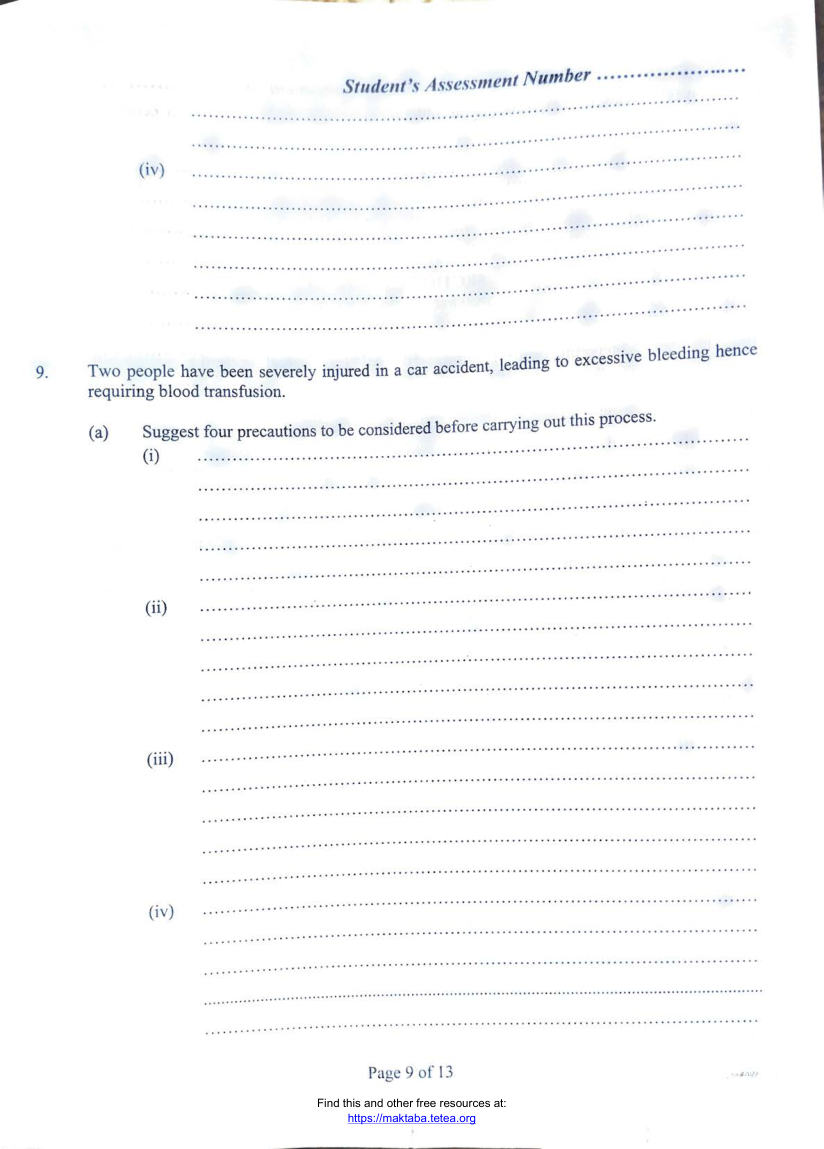 Student's Assessment Number ........................
(iv)
9. Two people have been severely injured in a car accident, leading to excessive bleeding hence
requiring blood transfusion.
(a) Suggest four precautions to be considered before carrying out this process.
(i)
(ii)
(iii)
(iv)
Page 9 of 13
Find this and other free resources at:
https://maktaba.tetea.org